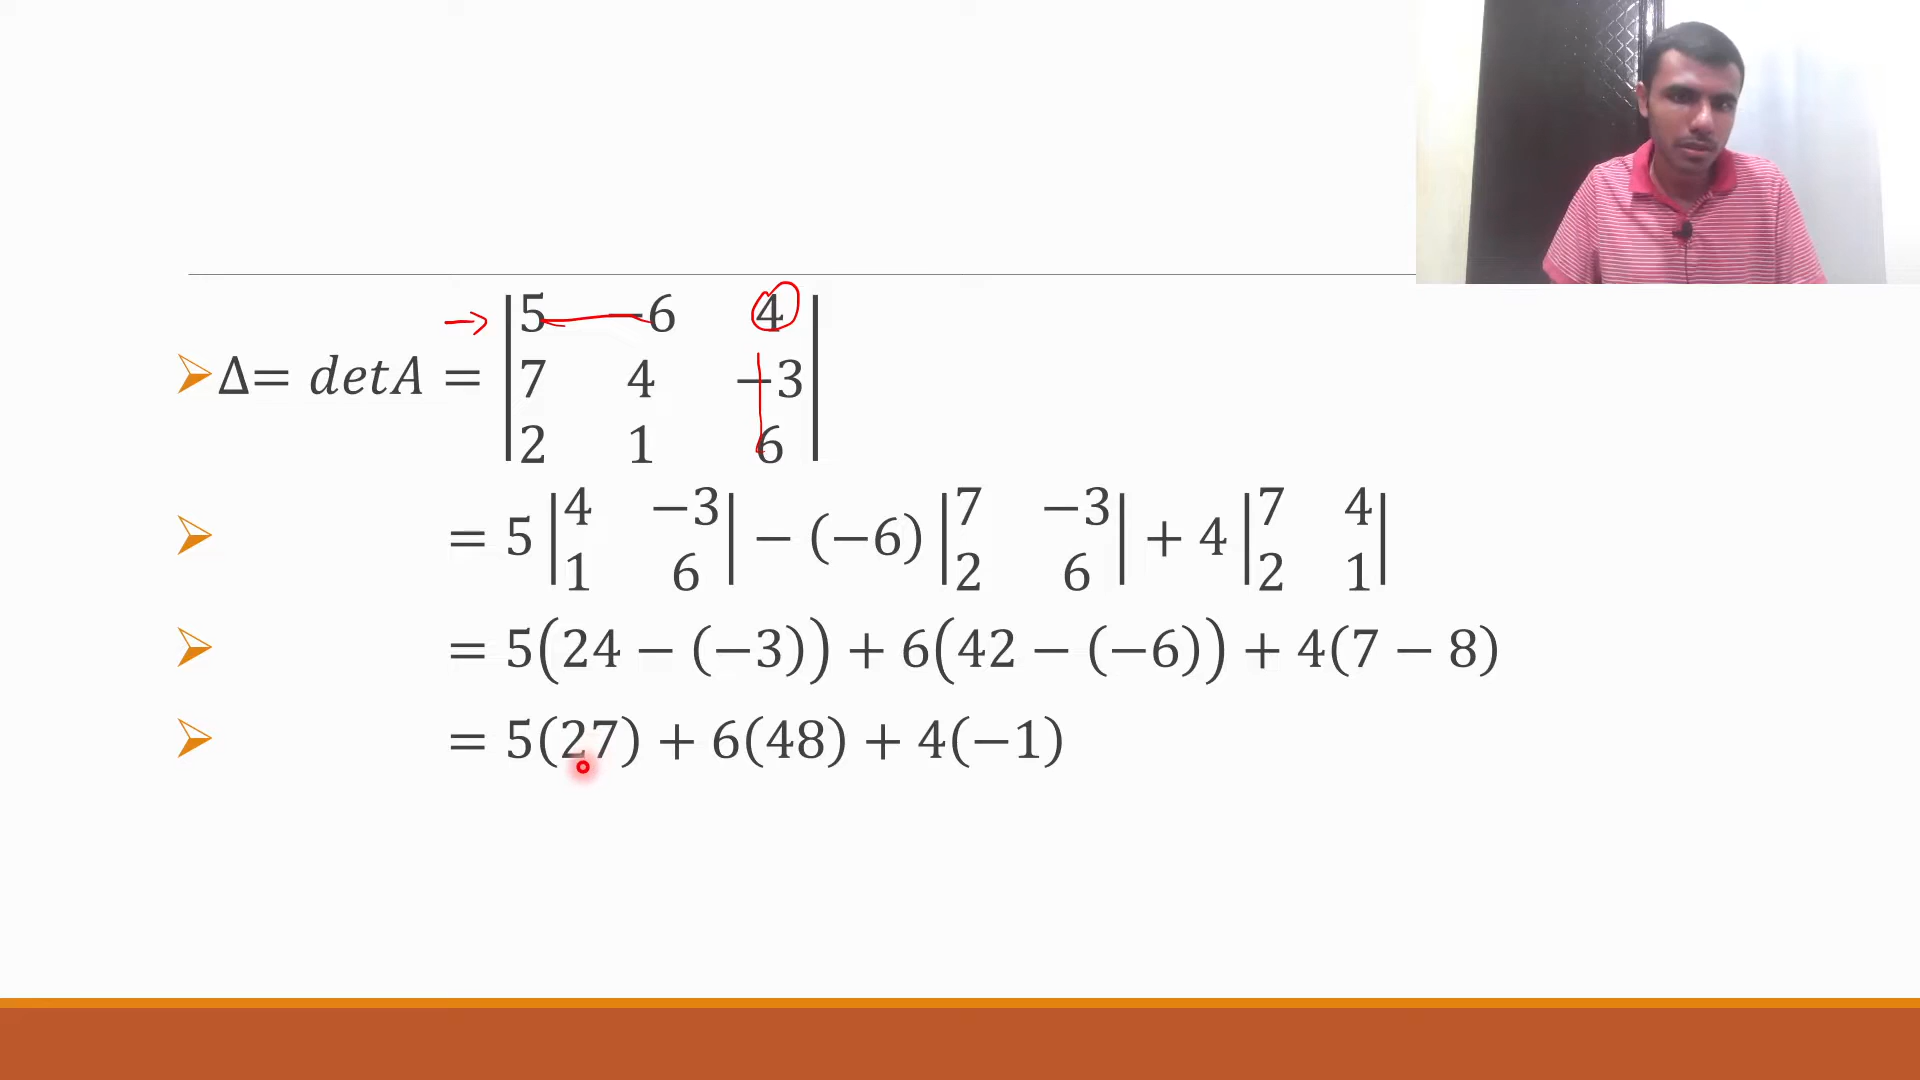 5 −6 4
Δ= detA = 7 4 −3
2 1 6
= 5 |4 −3| − (−6) |7 −3| + 4 |7 4|
|1 6| |2 6| |2 1|
= 5(24 − (−3)) + 6(42 − (−6)) + 4(7 − 8)
= 5(27) + 6(48) + 4(−1)